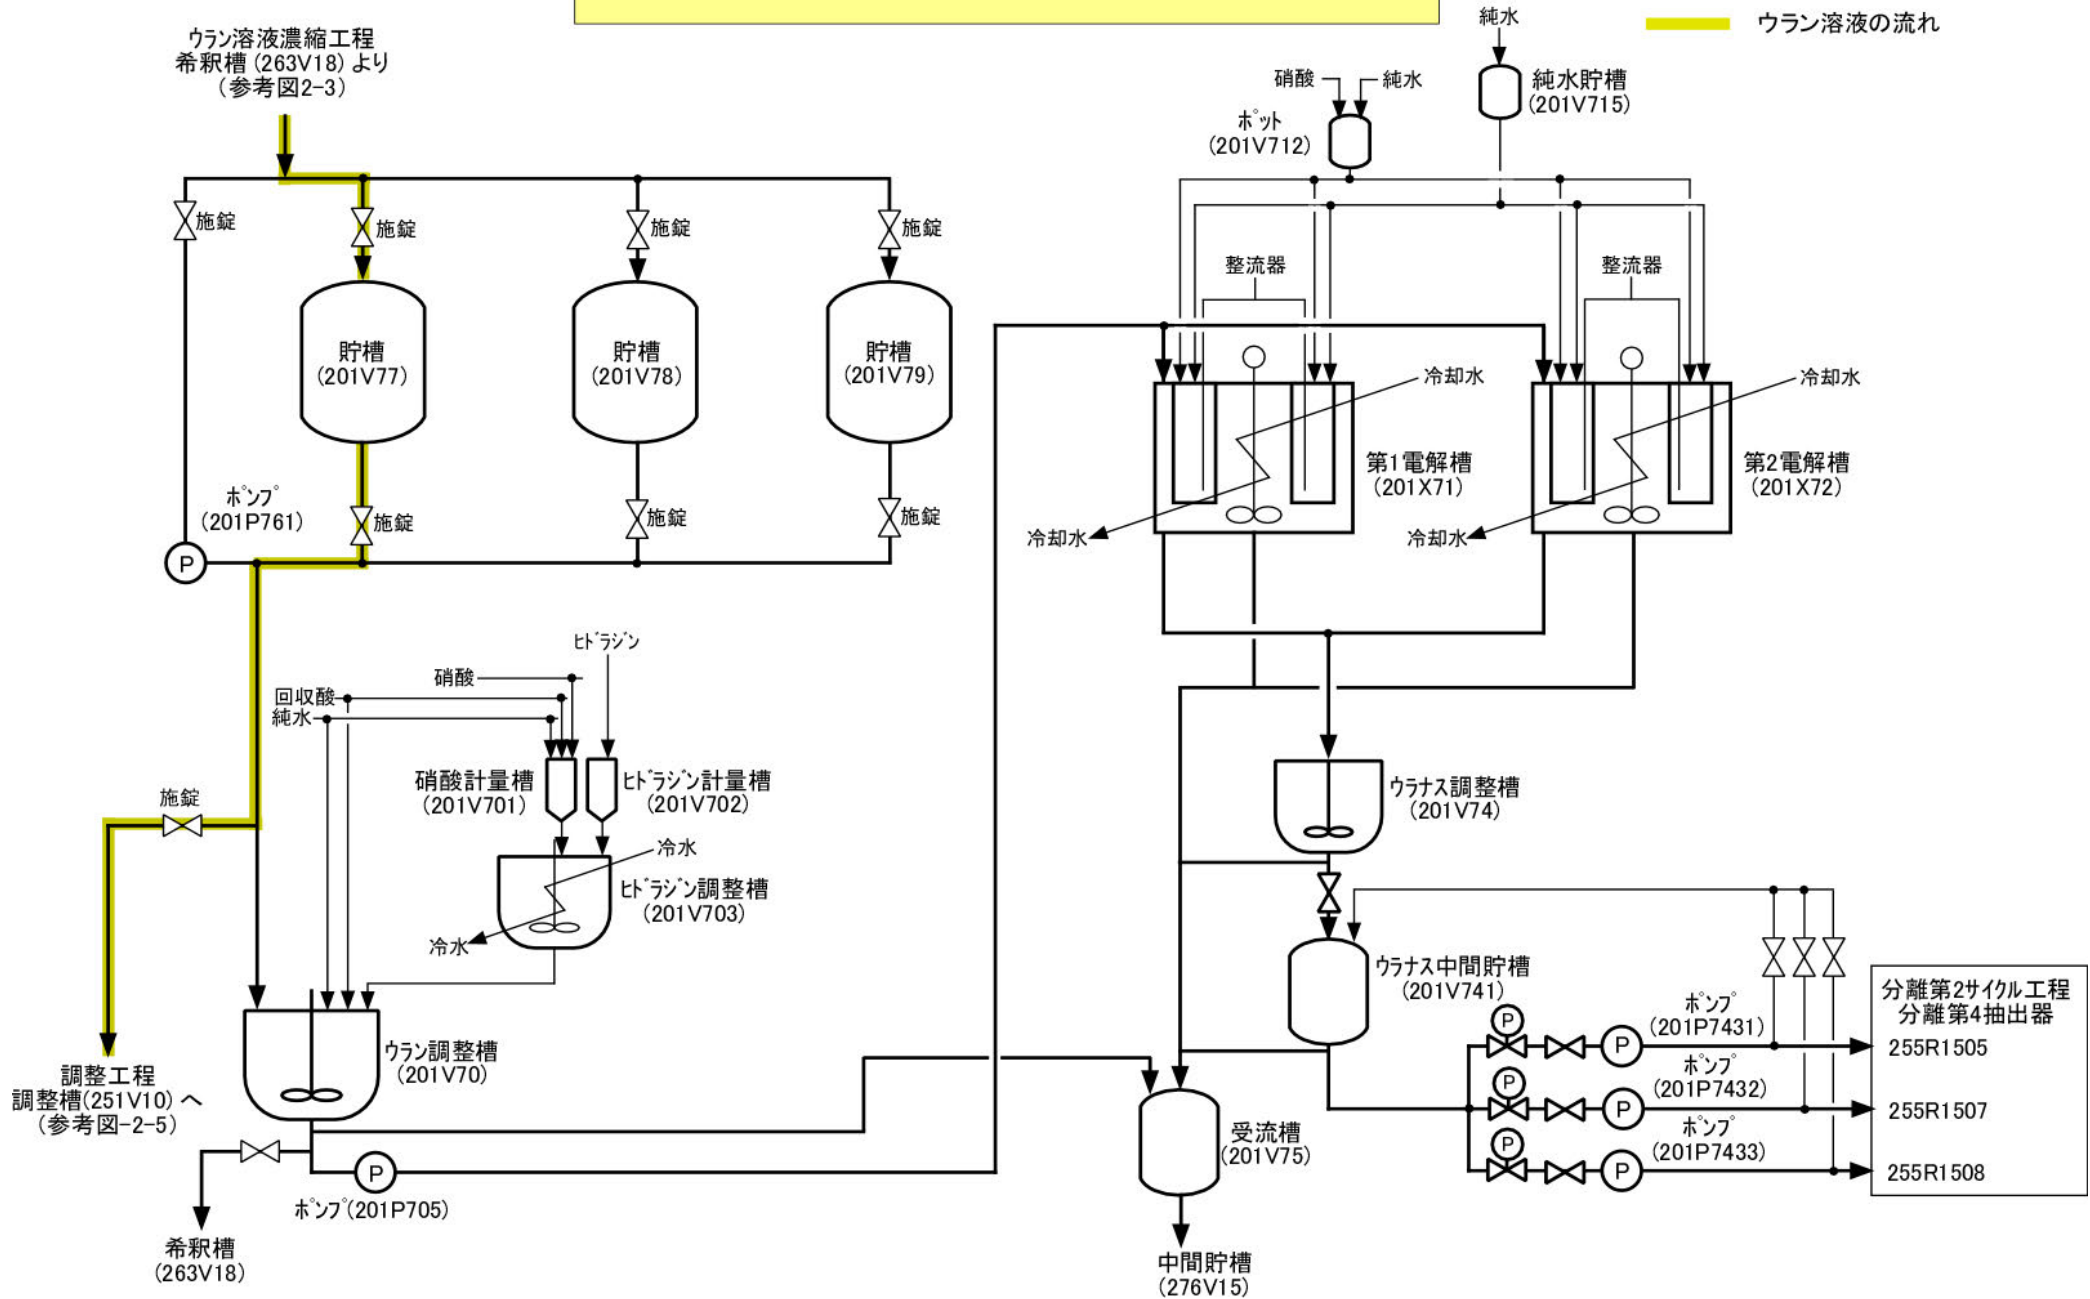 ウラン溶液濃縮工程
希釈槽(263V18)より
(参考図2-3)
純水
ウラン溶液の流れ
硝酸
純水
純水貯槽
(201V715)
ポット
(201V712)
施錠
施錠
施錠
施錠
整流器
整流器
貯槽
(201V77)
貯槽
(201V78)
貯槽
(201V79)
冷却水
冷却水
第1電解槽
(201X71)
第2電解槽
(201X72)
冷却水
冷却水
ポンプ
(201P761)
P
施錠
施錠
施錠
ヒドラジン
硝酸
回収酸
純水
硝酸計量槽
(201V701)
ヒドラジン計量槽
(201V702)
施錠
冷水
ヒドラジン調整槽
(201V703)
冷水
ウラナス調整槽
(201V74)
ウラナス中間貯槽
(201V741)
調整工程
調整槽(251V10)へ
(参考図-2-5)
ウラン調整槽
(201V70)
P
ポンプ(201P705)
希釈槽
(263V18)
受流槽
(201V75)
中間貯槽
(276V15)
P
P
ポンプ
(201P7431)
P
P
ポンプ
(201P7432)
P
P
ポンプ
(201P7433)
分離第2サイクル工程
分離第4抽出器
255R1505
255R1507
255R1508